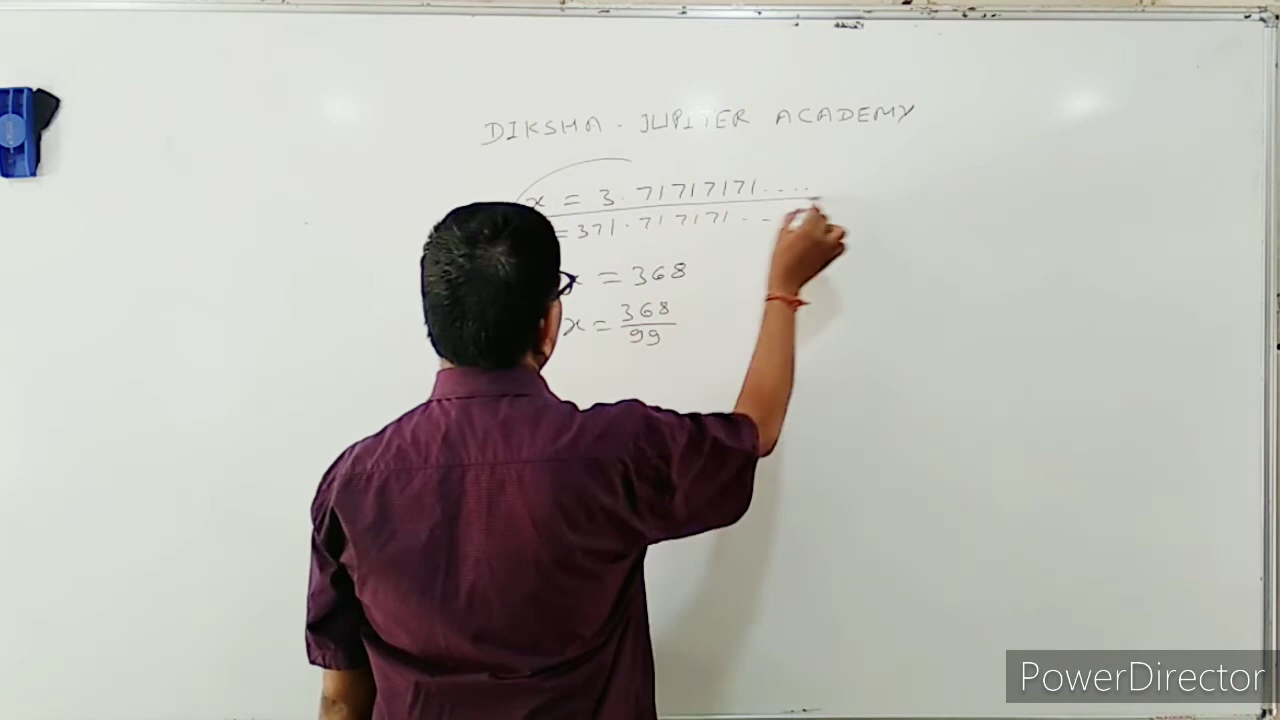 DIKSHA - JUPITER ACADEMY
x = 3.71717171....
= 371.717171...
x = 368
x = 368/99
PowerDirector